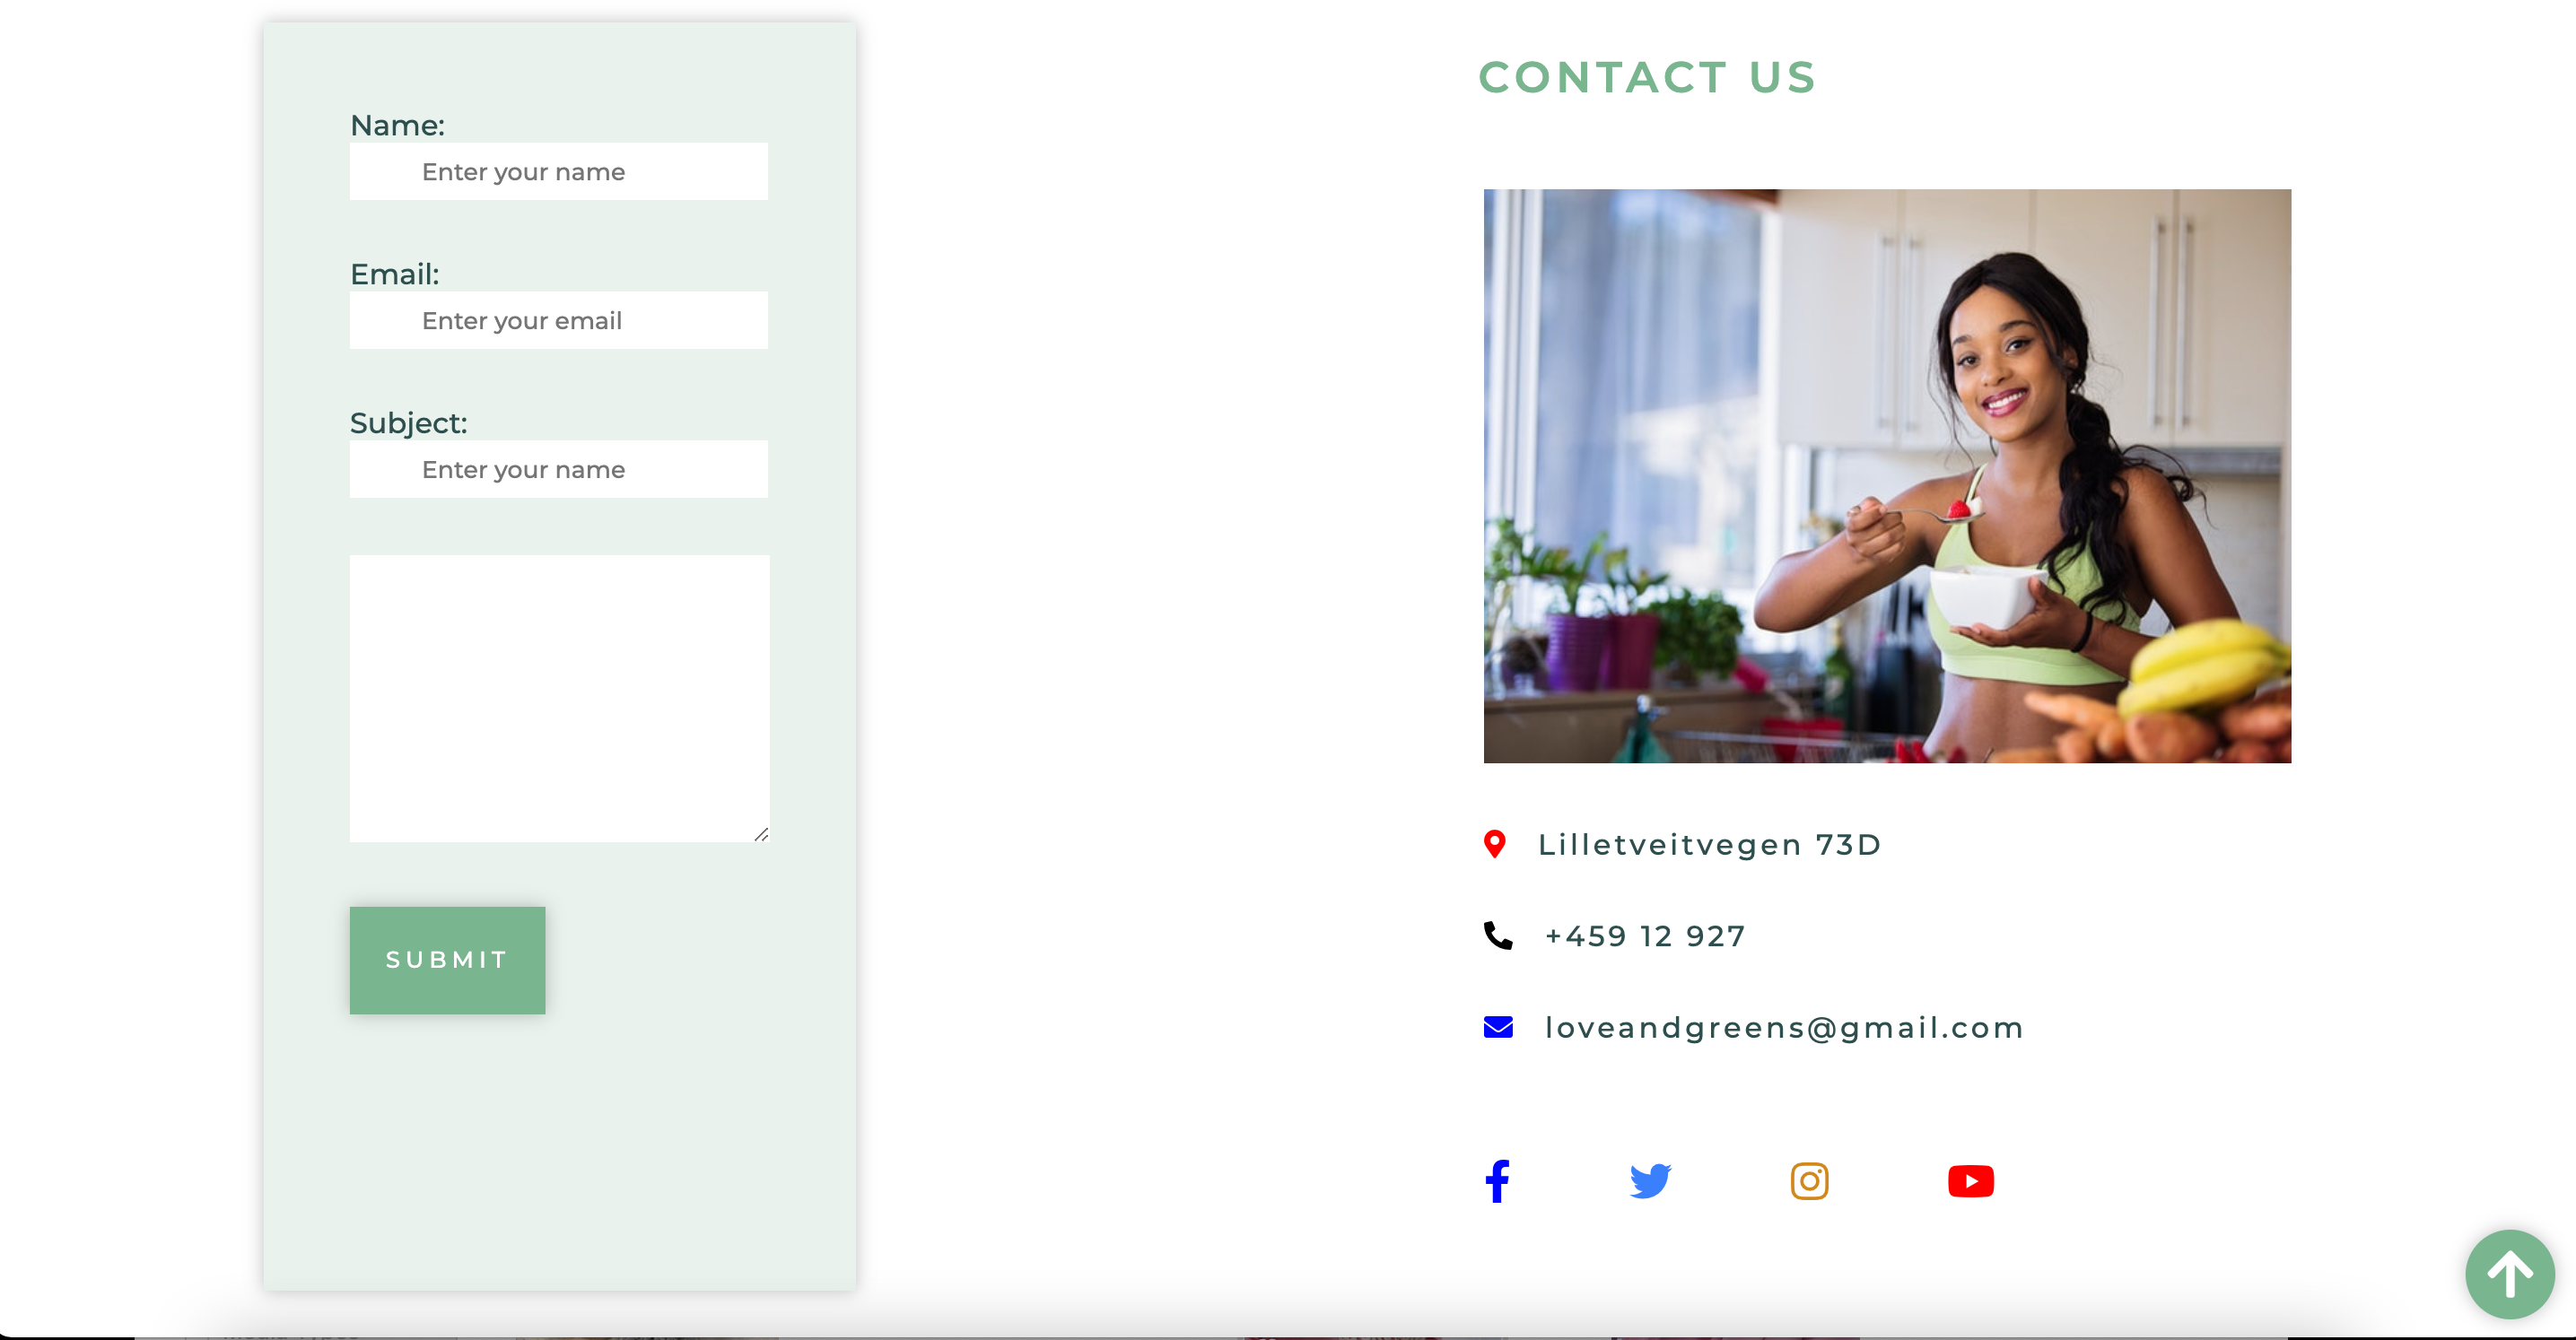 Name:
Enter your name
Email:
Enter your email
Subject:
Enter your name
SUBMIT
CONTACT US
Lilletveitvegen 73D
+459 12 927
loveandgreens@gmail.com